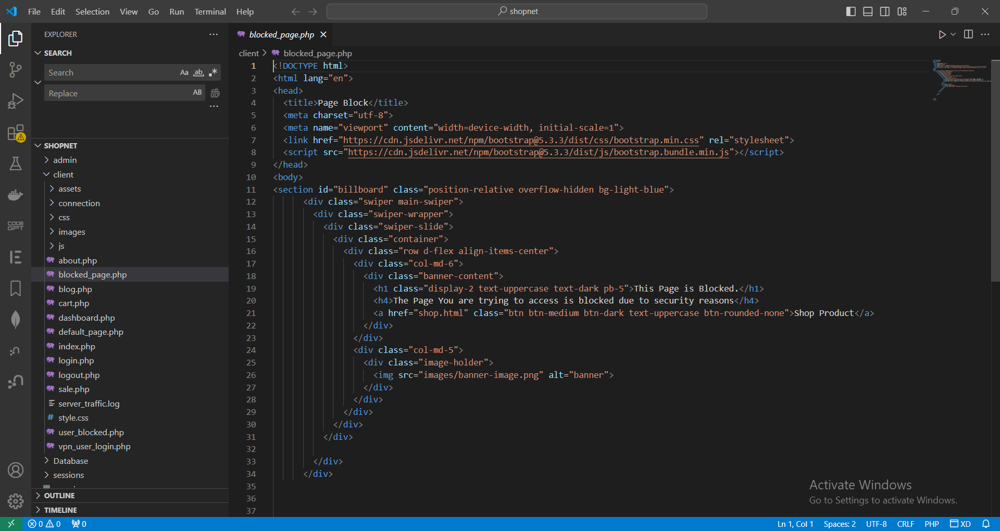 File Edit Selection View Go Run Terminal Help
shopnet
EXPLORER
SEARCH
Search Aa ab
Replace AB
SHOPNET
admin
client
assets
connection
css
images
js
about.php
blocked_page.php
blog.php
cart.php
dashboard.php
default_page.php
index.php
login.php
logout.php
sale.php
server_traffic.log
# style.css
user_blocked.php
vpn_user_login.php
Database
sessions
OUTLINE
TIMELINE
CODE
GPT
blocked_page.php
client > blocked_page.php
1 <!DOCTYPE html>
2 <html lang="en">
3 <head>
4 <title>Page Block</title>
5 <meta charset="utf-8">
6 <meta name="viewport" content="width=device-width, initial-scale=1">
7 <link href="https://cdn.jsdelivr.net/npm/bootstrap@5.3.3/dist/css/bootstrap.min.css" rel="stylesheet">
8 <script src="https://cdn.jsdelivr.net/npm/bootstrap@5.3.3/dist/js/bootstrap.bundle.min.js"></script>
9 </head>
10 <body>
11 <section id="billboard" class="position-relative overflow-hidden bg-light-blue">
12 <div class="swiper main-swiper">
13 <div class="swiper-wrapper">
14 <div class="swiper-slide">
15 <div class="container">
16 <div class="row d-flex align-items-center">
17 <div class="col-md-6">
18 <div class="banner-content">
19 <h1 class="display-2 text-uppercase text-dark pb-5">This Page is Blocked.</h1>
20 <h4>The Page You are trying to access is blocked due to security reasons</h4>
21 <a href="shop.html" class="btn btn-medium btn-dark text-uppercase btn-rounded-none">Shop Product</a>
22 </div>
23 </div>
24 <div class="col-md-5">
25 <div class="image-holder">
26 <img src="images/banner-image.png" alt="banner">
27 </div>
28 </div>
29 </div>
30 </div>
31 </div>
32
33 </div>
34 </div>
35
36
37
Activate Windows
Go to Settings to activate Windows.
0 0 0 Ln 1, Col 1 Spaces: 2 UTF-8 CRLF PHP XD